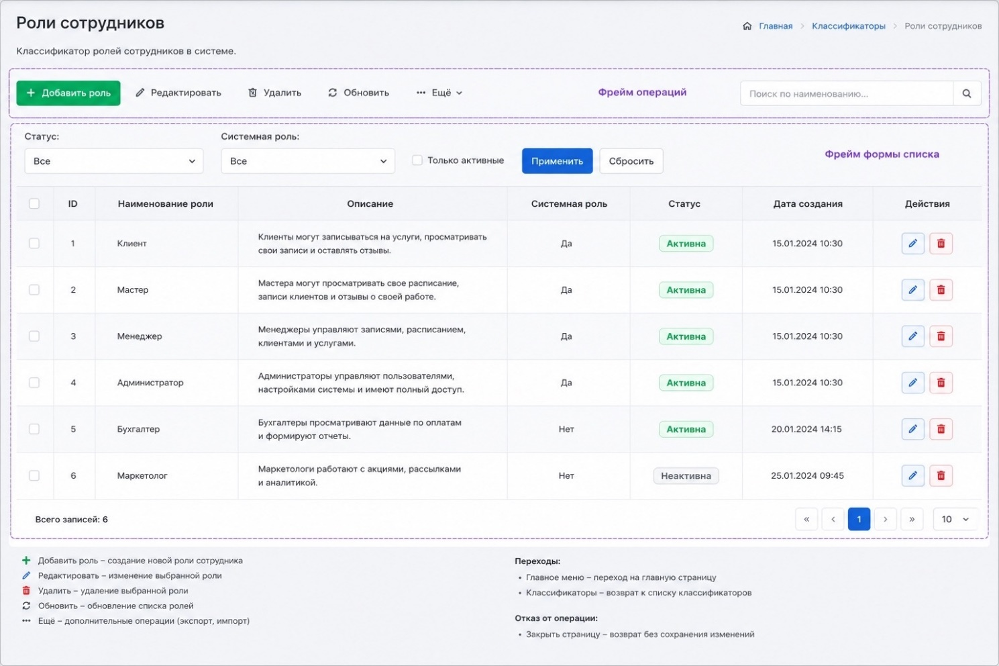 Роли сотрудников
Главная > Классификаторы > Роли сотрудников
Классификатор ролей сотрудников в системе.
+ Добавить роль
Редактировать
Удалить
Обновить
••• Ещё
Фрейм операций
Поиск по наименованию...
Статус:
Системная роль:
Все
Все
Только активные
Применить
Сбросить
Фрейм формы списка
ID Наименование роли Описание Системная роль Статус Дата создания Действия
1 Клиент Клиенты могут записываться на услуги, просматривать
свои записи и оставлять отзывы. Да Активна 15.01.2024 10:30
2 Мастер Мастера могут просматривать свое расписание,
записи клиентов и отзывы о своей работе. Да Активна 15.01.2024 10:30
3 Менеджер Менеджеры управляют записями, расписанием,
клиентами и услугами. Да Активна 15.01.2024 10:30
4 Администратор Администраторы управляют пользователями,
настройками системы и имеют полный доступ. Да Активна 15.01.2024 10:30
5 Бухгалтер Бухгалтеры просматривают данные по оплатам
и формируют отчеты. Нет Активна 20.01.2024 14:15
6 Маркетолог Маркетологи работают с акциями, рассылками
и аналитикой. Нет Неактивна 25.01.2024 09:45
Всего записей: 6
« ‹ 1 › » 10
+ Добавить роль – создание новой роли сотрудника
Редактировать – изменение выбранной роли
Удалить – удаление выбранной роли
Обновить – обновление списка ролей
••• Ещё – дополнительные операции (экспорт, импорт)
Переходы:
• Главное меню – переход на главную страницу
• Классификаторы – возврат к списку классификаторов
Отказ от операции:
• Закрыть страницу – возврат без сохранения изменений